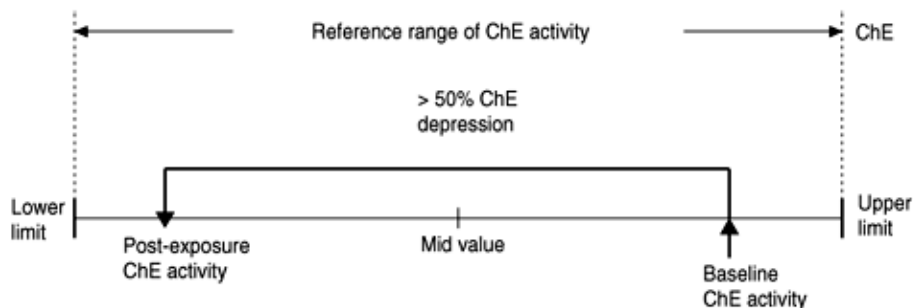 Reference range of ChE activity
ChE
> 50% ChE
depression
Lower
limit
Upper
limit
Post-exposure
ChE activity
Mid value
Baseline
ChE activity